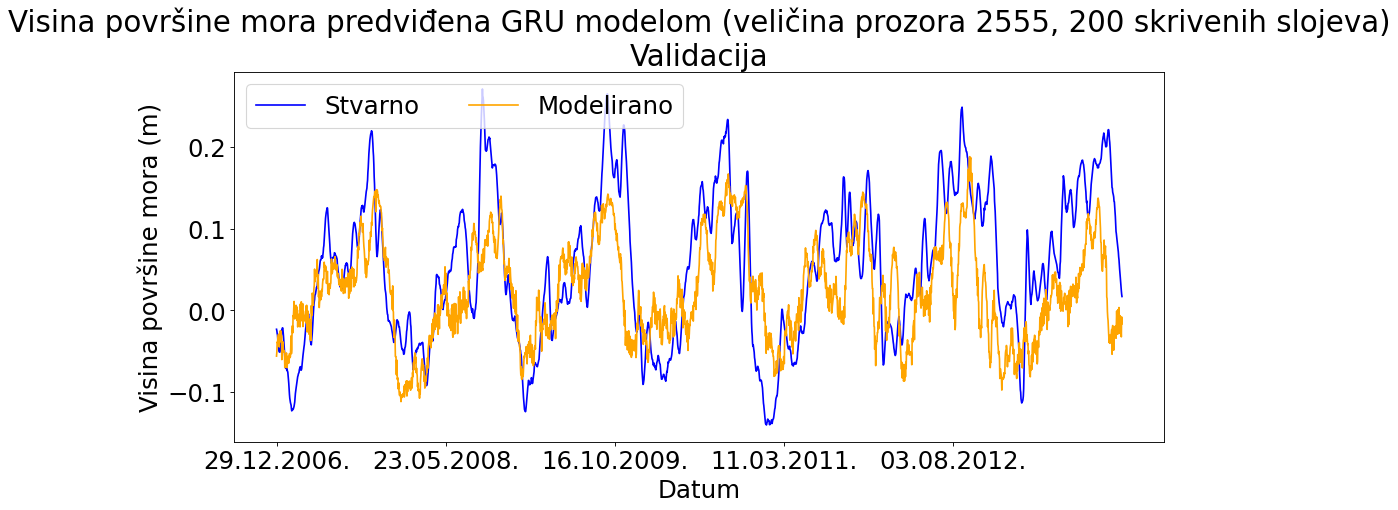 Visina površine mora predviđena GRU modelom (veličina prozora 2555, 200 skrivenih slojeva)
Validacija
Stvarno Modelirano
Visina površine mora (m)
0.2
0.1
0.0
−0.1
29.12.2006. 23.05.2008. 16.10.2009. 11.03.2011. 03.08.2012.
Datum